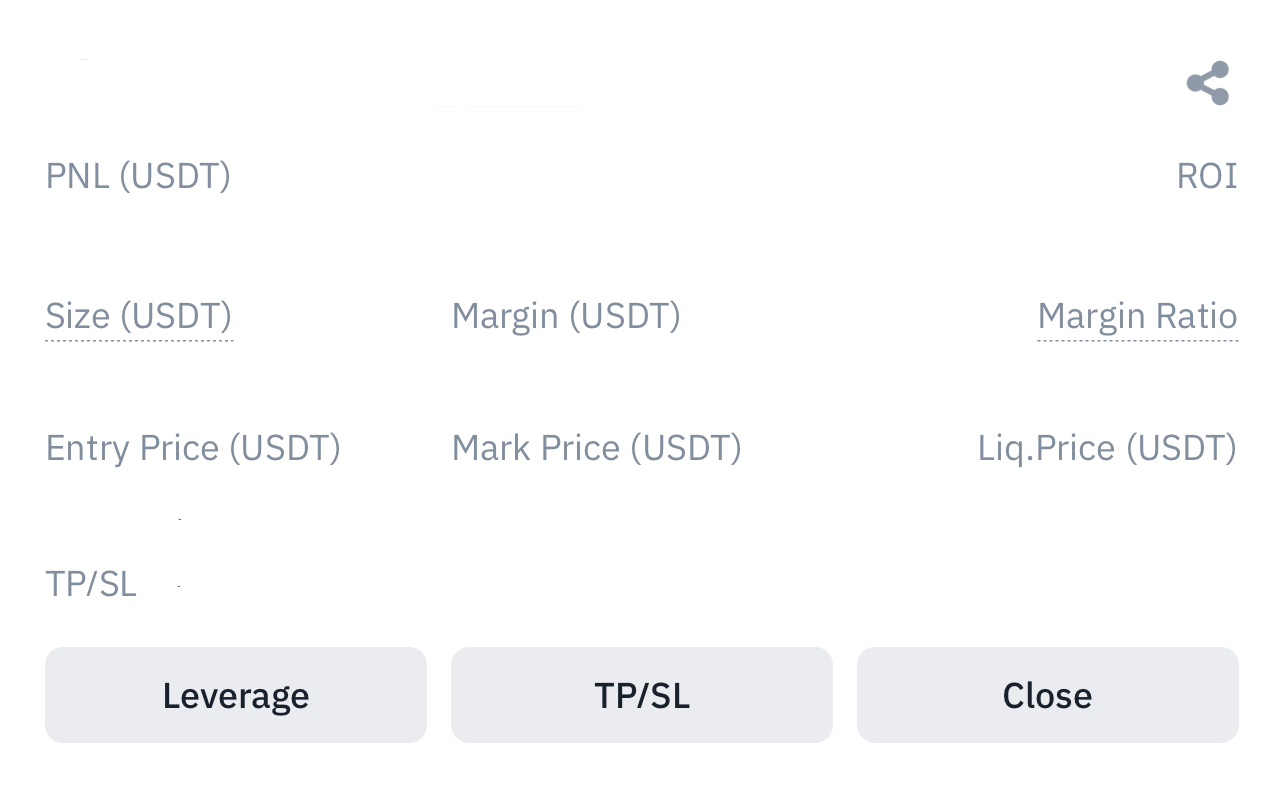 PNL (USDT) ROI
Size (USDT) Margin (USDT) Margin Ratio
Entry Price (USDT) Mark Price (USDT) Liq.Price (USDT)
TP/SL
Leverage TP/SL Close